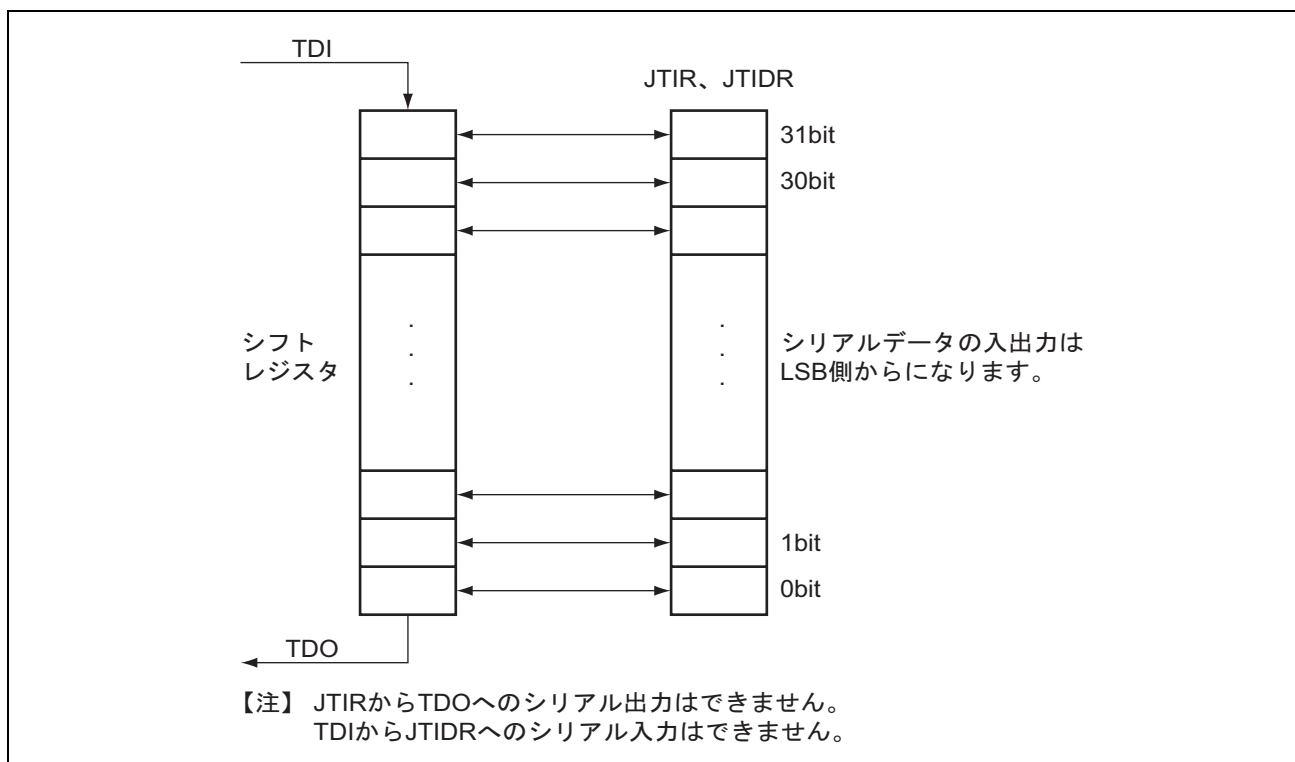 TDI
JTIR、JTIDR
31bit
30bit
シフト
レジスタ
シリアルデータの入出力は
LSB側からになります。
1bit
0bit
TDO
【注】 JTIRからTDOへのシリアル出力はできません。
TDIからJTIDRへのシリアル入力はできません。